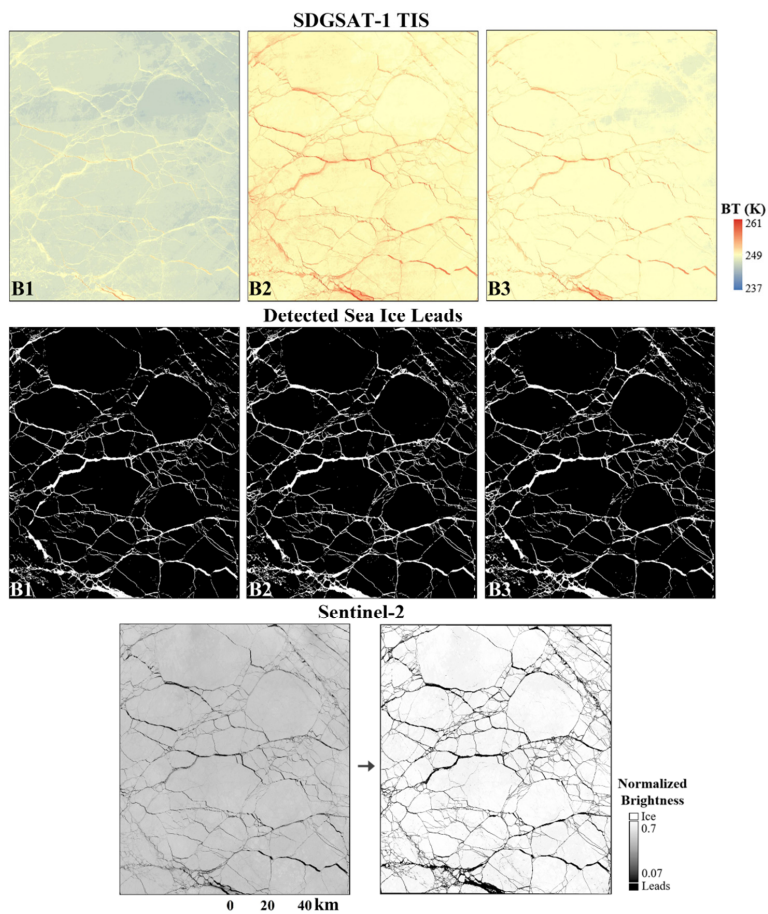 SDGSAT-1 TIS
B1
B2
B3
BT (K)
261
249
237
Detected Sea Ice Leads
B1
B2
B3
Sentinel-2
Normalized
Brightness
Ice
0.7
0.07
Leads
0 20 40 km